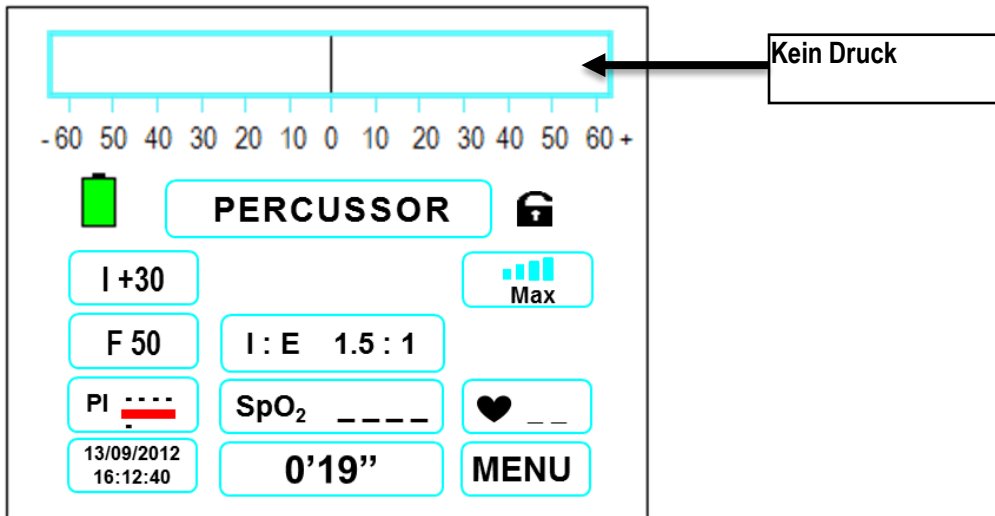 Kein Druck
- 60 50 40 30 20 10 0 10 20 30 40 50 60 +
PERCUSSOR
I +30
Max
F 50
I : E 1.5 : 1
PI - - - -
SpO₂ _ _ _ _
_ _
13/09/2012
16:12:40
0’19”
MENU